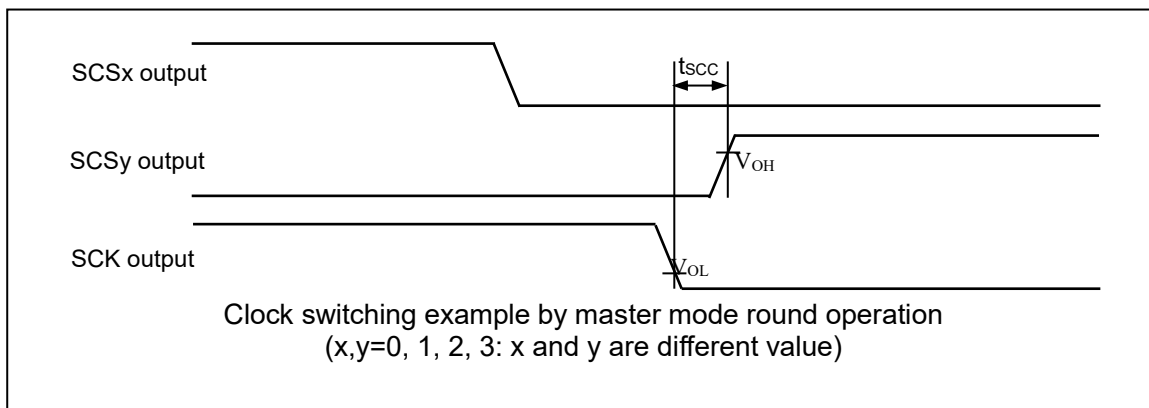 SCSx output
tSCC
SCSy output
VOH
SCK output
VOL
Clock switching example by master mode round operation
(x,y=0, 1, 2, 3: x and y are different value)